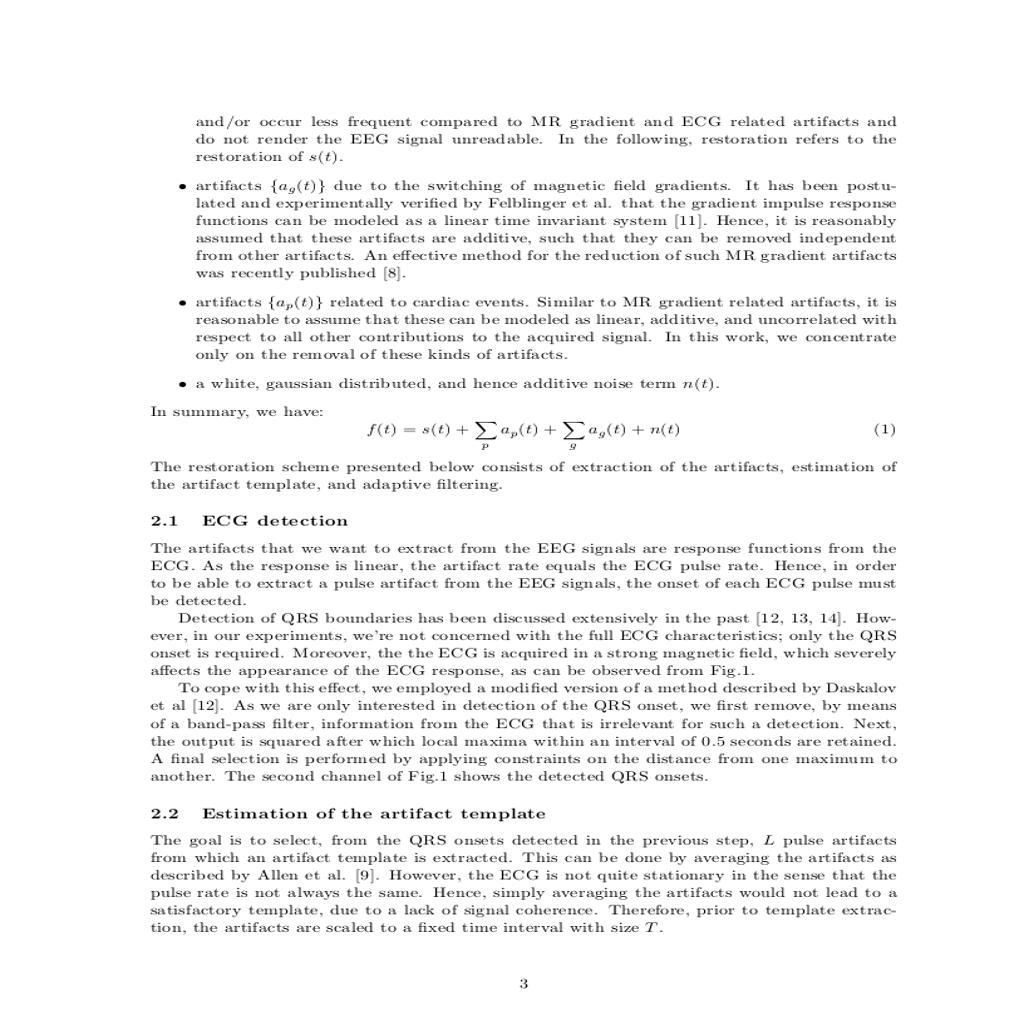 and/or occur less frequent compared to MR gradient and ECG related artifacts and
do not render the EEG signal unreadable. In the following, restoration refers to the
restoration of s(t).
• artifacts {a_g(t)} due to the switching of magnetic field gradients. It has been postu-
lated and experimentally verified by Felblinger et al. that the gradient impulse response
functions can be modeled as a linear time invariant system [11]. Hence, it is reasonably
assumed that these artifacts are additive, such that they can be removed independent
from other artifacts. An effective method for the reduction of such MR gradient artifacts
was recently published [8].
• artifacts {a_p(t)} related to cardiac events. Similar to MR gradient related artifacts, it is
reasonable to assume that these can be modeled as linear, additive, and uncorrelated with
respect to all other contributions to the acquired signal. In this work, we concentrate
only on the removal of these kinds of artifacts.
• a white, gaussian distributed, and hence additive noise term n(t).
In summary, we have:
f(t) = s(t) + ∑_p a_p(t) + ∑_g a_g(t) + n(t) (1)
The restoration scheme presented below consists of extraction of the artifacts, estimation of
the artifact template, and adaptive filtering.
2.1 ECG detection
The artifacts that we want to extract from the EEG signals are response functions from the
ECG. As the response is linear, the artifact rate equals the ECG pulse rate. Hence, in order
to be able to extract a pulse artifact from the EEG signals, the onset of each ECG pulse must
be detected.
Detection of QRS boundaries has been discussed extensively in the past [12, 13, 14]. How-
ever, in our experiments, we're not concerned with the full ECG characteristics; only the QRS
onset is required. Moreover, the the ECG is acquired in a strong magnetic field, which severely
affects the appearance of the ECG response, as can be observed from Fig.1.
To cope with this effect, we employed a modified version of a method described by Daskalov
et al [12]. As we are only interested in detection of the QRS onset, we first remove, by means
of a band-pass filter, information from the ECG that is irrelevant for such a detection. Next,
the output is squared after which local maxima within an interval of 0.5 seconds are retained.
A final selection is performed by applying constraints on the distance from one maximum to
another. The second channel of Fig.1 shows the detected QRS onsets.
2.2 Estimation of the artifact template
The goal is to select, from the QRS onsets detected in the previous step, L pulse artifacts
from which an artifact template is extracted. This can be done by averaging the artifacts as
described by Allen et al. [9]. However, the ECG is not quite stationary in the sense that the
pulse rate is not always the same. Hence, simply averaging the artifacts would not lead to a
satisfactory template, due to a lack of signal coherence. Therefore, prior to template extrac-
tion, the artifacts are scaled to a fixed time interval with size T.
3